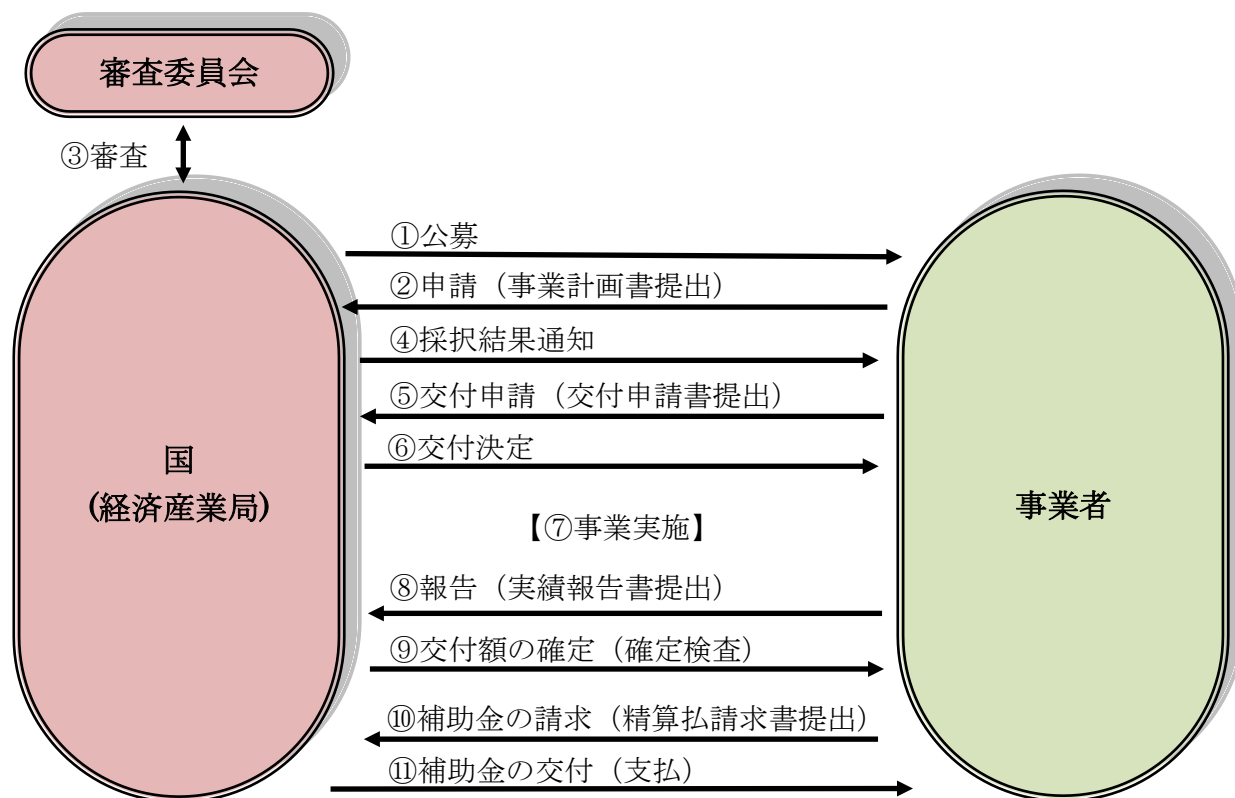 審査委員会
③審査
①公募
②申請（事業計画書提出）
④採択結果通知
⑤交付申請（交付申請書提出）
⑥交付決定
国
(経済産業局)
事業者
【⑦事業実施】
⑧報告（実績報告書提出）
⑨交付額の確定（確定検査）
⑩補助金の請求（精算払請求書提出）
⑪補助金の交付（支払）